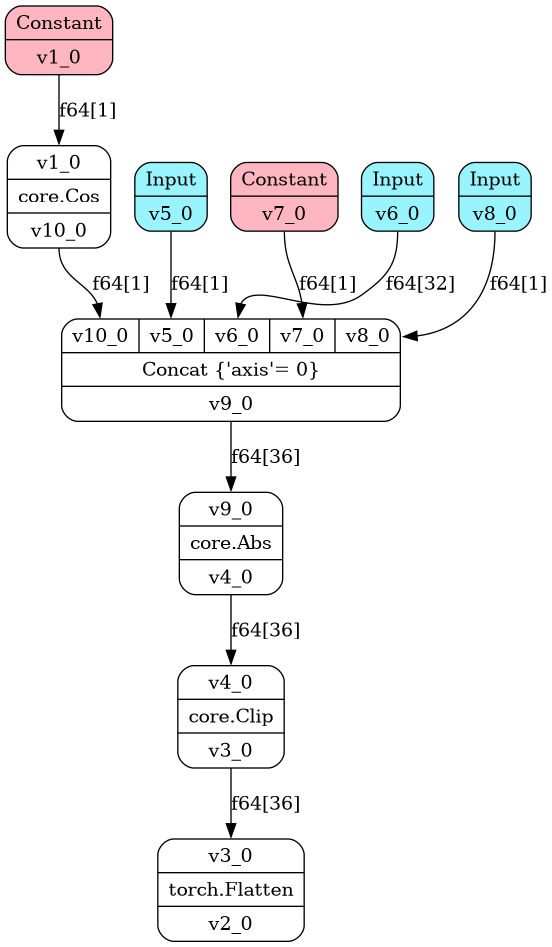 Constant
v1_0
f64[1]
v1_0
core.Cos
v10_0
Input
v5_0
Constant
v7_0
Input
v6_0
Input
v8_0
f64[1]
f64[1]
f64[1]
f64[32]
f64[1]
v10_0 v5_0 v6_0 v7_0 v8_0
Concat {'axis'= 0}
v9_0
f64[36]
v9_0
core.Abs
v4_0
f64[36]
v4_0
core.Clip
v3_0
f64[36]
v3_0
torch.Flatten
v2_0